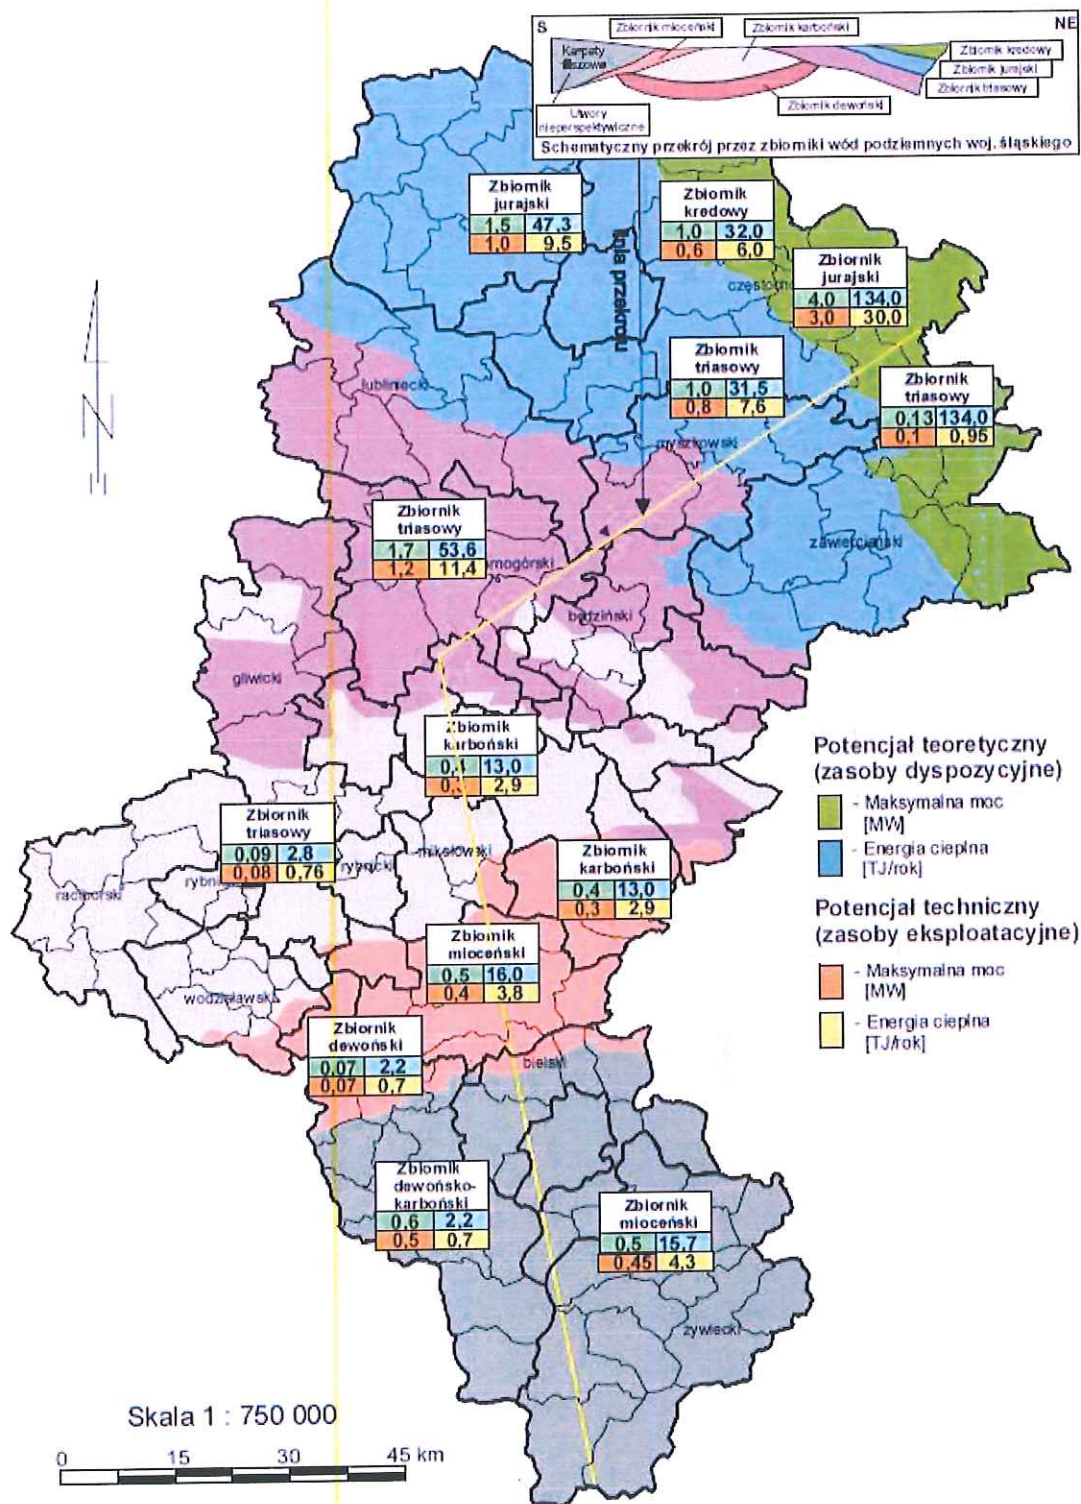 S
NE
Zbiornik mioceński
Zbiornik karboński
Karpaty
fliszowe
Zbiornik kredowy
Zbiornik jurajski
Zbiornik triasowy
Zbiornik dewoński
Utwory
nieperspektywiczne
Schematyczny przekrój przez zbiorniki wód podziemnych woj. śląskiego
Zbiornik
jurajski
1,5 47,3
1,0 9,5
Zbiornik
kredowy
1,0 32,0
0,6 6,0
linia przekroju
Zbiornik
jurajski
4,0 134,0
3,0 30,0
Zbiornik
triasowy
1,0 31,5
0,8 7,6
Zbiornik
triasowy
0,13 134,0
0,1 0,95
lubliniecki
myszkowski
Zbiornik
triasowy
1,7 53,6
1,2 11,4
zawierciański
będziński
gliwicki
Zbiornik
karboński
0,4 13,0
2,9
Zbiornik
triasowy
0,09 2,8
0,08 0,76
mikołowski
raciborski
Zbiornik
karboński
0,4 13,0
0,3 2,9
Zbiornik
mioceński
0,5 16,0
0,4 3,8
wodzisławski
Zbiornik
dewoński
0,07 2,2
0,07 0,7
bielski
Zbiornik
dewońsko-
karboński
0,6 2,2
0,5 0,7
Zbiornik
mioceński
0,5 15,7
0,45 4,3
żywiecki
Potencjał teoretyczny
(zasoby dyspozycyjne)
- Maksymalna moc
[MW]
- Energia cieplna
[TJ/rok]
Potencjał techniczny
(zasoby eksploatacyjne)
- Maksymalna moc
[MW]
- Energia cieplna
[TJ/rok]
Skala 1 : 750 000
0 15 30 45 km